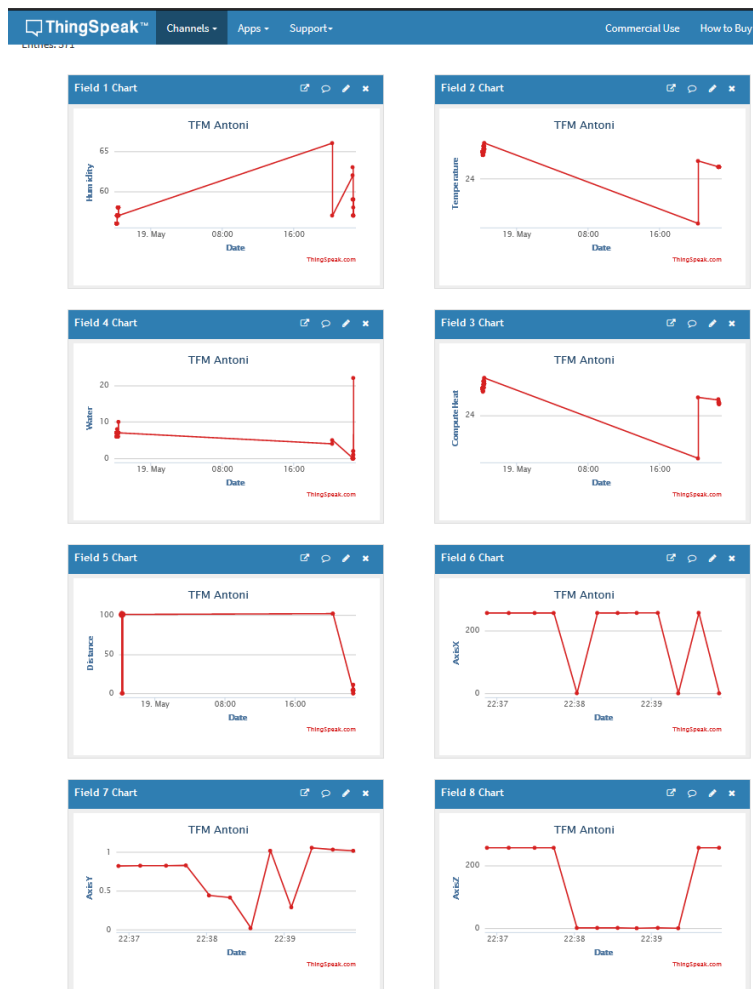 ThingSpeak™ Channels Apps Support Commercial Use How to Buy
Entries: 371
Field 1 Chart
TFM Antoni
Humidity
65
60
19. May 08:00 16:00
Date
ThingSpeak.com
Field 2 Chart
TFM Antoni
Temperature
24
19. May 08:00 16:00
Date
ThingSpeak.com
Field 4 Chart
TFM Antoni
Water
20
10
0
19. May 08:00 16:00
Date
ThingSpeak.com
Field 3 Chart
TFM Antoni
ComputeHeat
24
19. May 08:00 16:00
Date
ThingSpeak.com
Field 5 Chart
TFM Antoni
Distance
100
50
0
19. May 08:00 16:00
Date
ThingSpeak.com
Field 6 Chart
TFM Antoni
AxisX
200
0
22:37 22:38 22:39
Date
ThingSpeak.com
Field 7 Chart
TFM Antoni
AxisY
1
0.5
0
22:37 22:38 22:39
Date
ThingSpeak.com
Field 8 Chart
TFM Antoni
AxisZ
200
0
22:37 22:38 22:39
Date
ThingSpeak.com